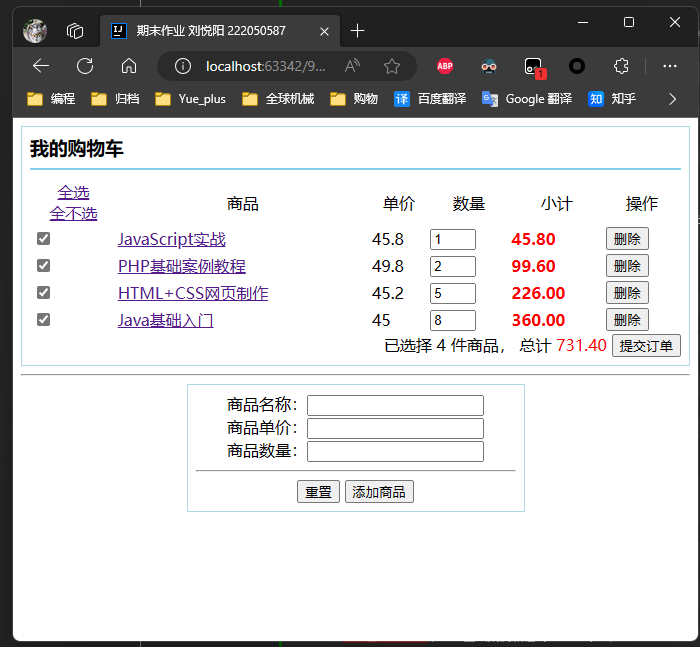 期末作业 刘悦阳 222050587
localhost:63342/9...
ABP
1
编程 归档 Yue_plus 全球机械 购物 译 百度翻译 Google 翻译 知 知乎
我的购物车
全选
全不选
商品 单价 数量 小计 操作
JavaScript实战 45.8 1 45.80 删除
PHP基础案例教程 49.8 2 99.60 删除
HTML+CSS网页制作 45.2 5 226.00 删除
Java基础入门 45 8 360.00 删除
已选择 4 件商品， 总计 731.40 提交订单
商品名称：
商品单价：
商品数量：
重置 添加商品